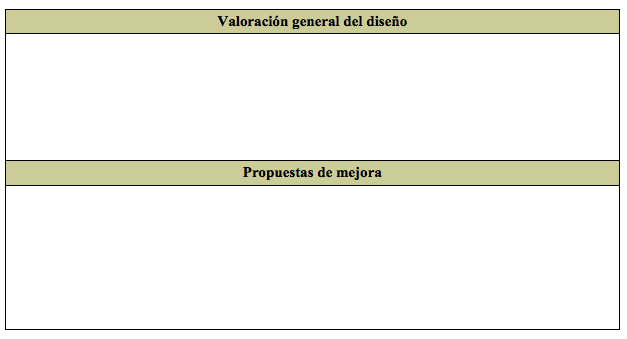 Valoración general del diseño
Propuestas de mejora